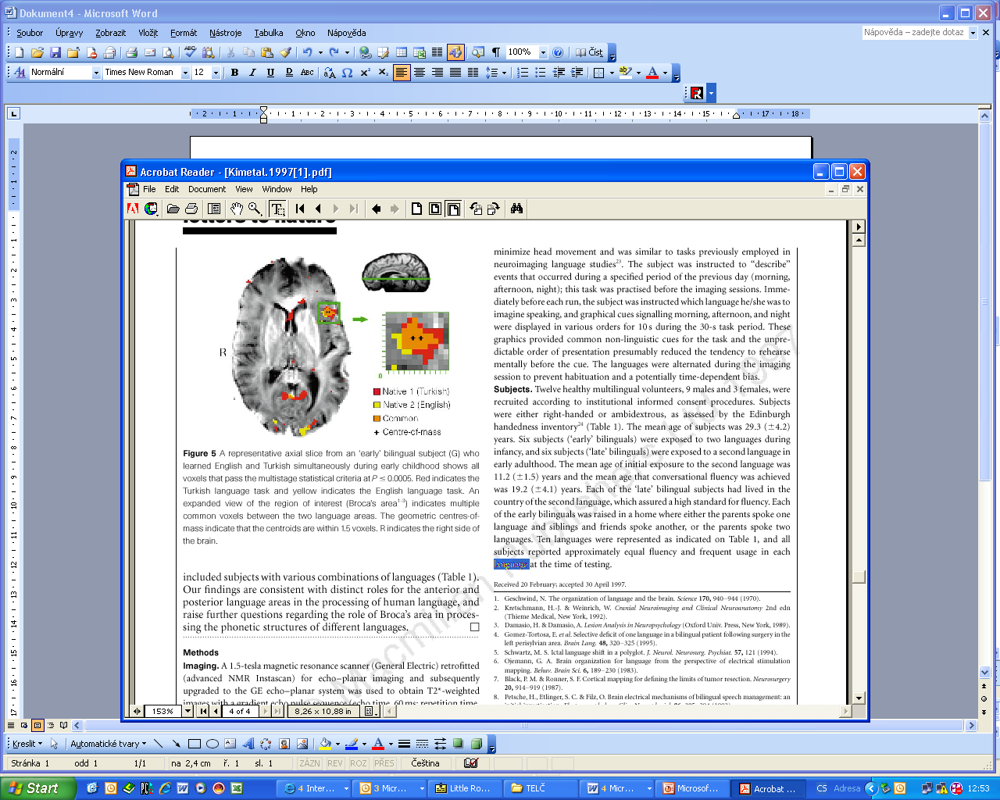 Dokument4 - Microsoft Word
Soubor Úpravy Zobrazit Vložit Formát Nástroje Tabulka Okno Nápověda
Nápověda – zadejte dotaz
100% Číst
Normální Times New Roman 12
Acrobat Reader - [Kimetal.1997[1].pdf]
File Edit Document View Window Help
letters to nature
R
0
Native 1 (Turkish)
Native 2 (English)
Common
+ Centre-of-mass
Figure 5 A representative axial slice from an ‘early’ bilingual subject (G) who
learned English and Turkish simultaneously during early childhood shows all
voxels that pass the multistage statistical criteria at P ≤ 0.0005. Red indicates the
Turkish language task and yellow indicates the English language task. An
expanded view of the region of interest (Broca's area1–3) indicates multiple
common voxels between the two language areas. The geometric centres-of-
mass indicate that the centroids are within 1.5 voxels. R indicates the right side of
the brain.
included subjects with various combinations of languages (Table 1).
Our findings are consistent with distinct roles for the anterior and
posterior language areas in the processing of human language, and
raise further questions regarding the role of Broca's area in proces-
sing the phonetic structures of different languages.
Methods
Imaging. A 1.5-tesla magnetic resonance scanner (General Electric) retrofitted
(advanced NMR Instascan) for echo–planar imaging and subsequently
upgraded to the GE echo–planar system was used to obtain T2*-weighted
images with a gradient echo pulse sequence (echo time, 60 ms; repetition time,
minimize head movement and was similar to tasks previously employed in
neuroimaging language studies23. The subject was instructed to “describe”
events that occurred during a specified period of the previous day (morning,
afternoon, night); this task was practised before the imaging sessions. Imme-
diately before each run, the subject was instructed which language he/she was to
imagine speaking, and graphical cues signalling morning, afternoon, and night
were displayed in various orders for 10 s during the 30-s task period. These
graphics provided common non-linguistic cues for the task and the unpre-
dictable order of presentation presumably reduced the tendency to rehearse
mentally before the cue. The languages were alternated during the imaging
session to prevent habituation and a potentially time-dependent bias.
Subjects. Twelve healthy multilingual volunteers, 9 males and 3 females, were
recruited according to institutional informed consent procedures. Subjects
were either right-handed or ambidextrous, as assessed by the Edinburgh
handedness inventory24 (Table 1). The mean age of subjects was 29.3 (±4.2)
years. Six subjects (‘early’ bilinguals) were exposed to two languages during
infancy, and six subjects (‘late’ bilinguals) were exposed to a second language in
early adulthood. The mean age of initial exposure to the second language was
11.2 (±1.5) years and the mean age that conversational fluency was achieved
was 19.2 (±4.1) years. Each of the ‘late’ bilingual subjects had lived in the
country of the second language, which assured a high standard for fluency. Each
of the early bilinguals was raised in a home where either the parents spoke one
language and siblings and friends spoke another, or the parents spoke two
languages. Ten languages were represented as indicated on Table 1, and all
subjects reported approximately equal fluency and frequent usage in each
language at the time of testing.
Received 20 February; accepted 30 April 1997.
1. Geschwind, N. The organization of language and the brain. Science 170, 940–944 (1970).
2. Kretschmann, H.-J. & Weinrich, W. Cranial Neuroimaging and Clinical Neuroanatomy 2nd edn
(Thieme Medical, New York, 1992).
3. Damasio, H. & Damasio, A. Lesion Analysis in Neuropsychology (Oxford Univ. Press, New York, 1989).
4. Gomez-Tortosa, E. et al. Selective deficit of one language in a bilingual patient following surgery in the
left perisylvian area. Brain Lang. 48, 320–325 (1995).
5. Schwartz, M. S. Ictal language shift in a polyglot. J. Neurol. Neurosurg. Psychiat. 57, 121 (1994).
6. Ojemann, G. A. Brain organization for language from the perspective of electrical stimulation
mapping. Behav. Brain Sci. 6, 189–230 (1983).
7. Black, P. M. & Ronner, S. F. Cortical mapping for defining the limits of tumor resection. Neurosurgery
20, 914–919 (1987).
8. Petsche, H., Etlinger, S. C. & Filz, O. Brain electrical mechanisms of bilingual speech management: an
Macmillan Publishers Ltd 1997
153% 4 of 4 8,26 x 10,88 in
Kreslit Automatické tvary
Stránka 1 odd 1 1/1 na 2,4 cm ř. 1 sl. 1 ZÁZN REV ROZ PŘES Čeština
Start 4 Inter... 3 Micr... Little Ro... TELČ 4 Micr... Microsof... Acrobat ... CS Adresa 12:53